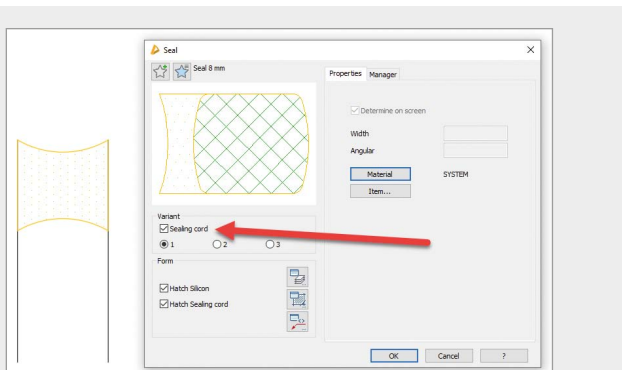 Seal
Seal 8 mm
Properties Manager
Determine on screen
Width
Angular
Material SYSTEM
Item...
Variant
Sealing cord
1 2 3
Form
Hatch Silicon
Hatch Sealing cord
OK Cancel ?